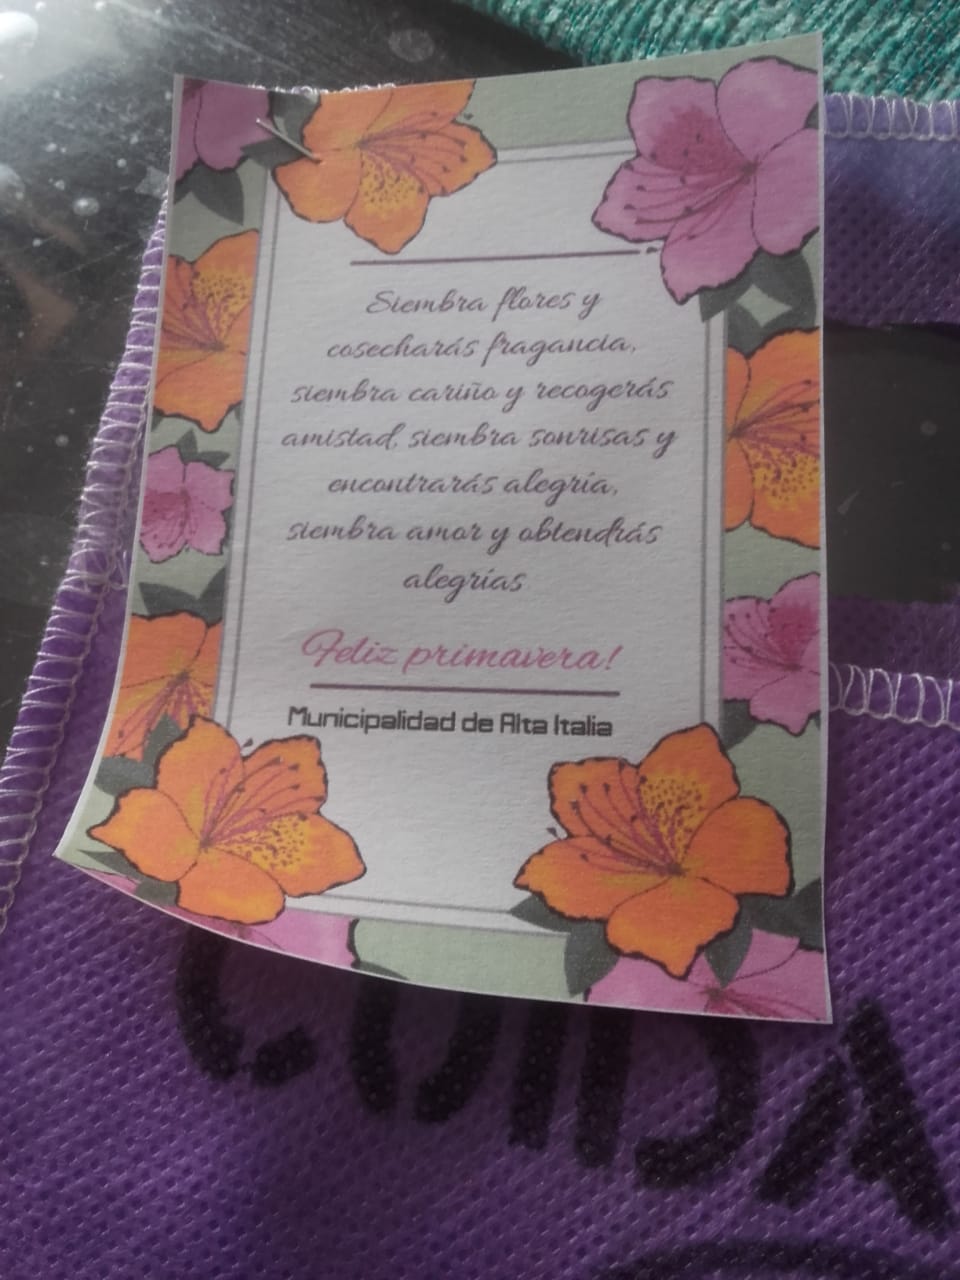 Siembra flores y
cosecharás fragancia,
siembra cariño y recogerás
amistad, siembra sonrisas y
encontrarás alegría,
siembra amor y obtendrás
alegrías
Feliz primavera!
Municipalidad de Alta Italia
CUIDA